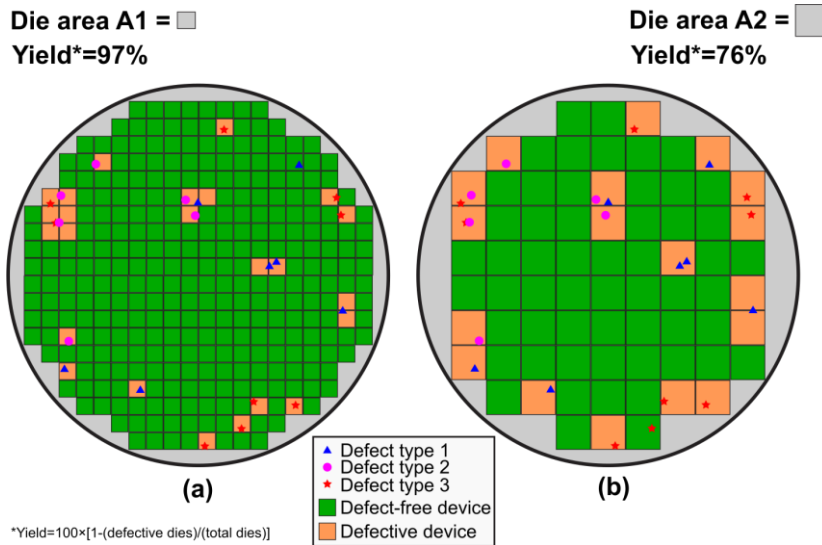 Die area A1 =
Yield*=97%
Die area A2 =
Yield*=76%
(a)
(b)
Defect type 1
Defect type 2
Defect type 3
Defect-free device
Defective device
*Yield=100×[1-(defective dies)/(total dies)]